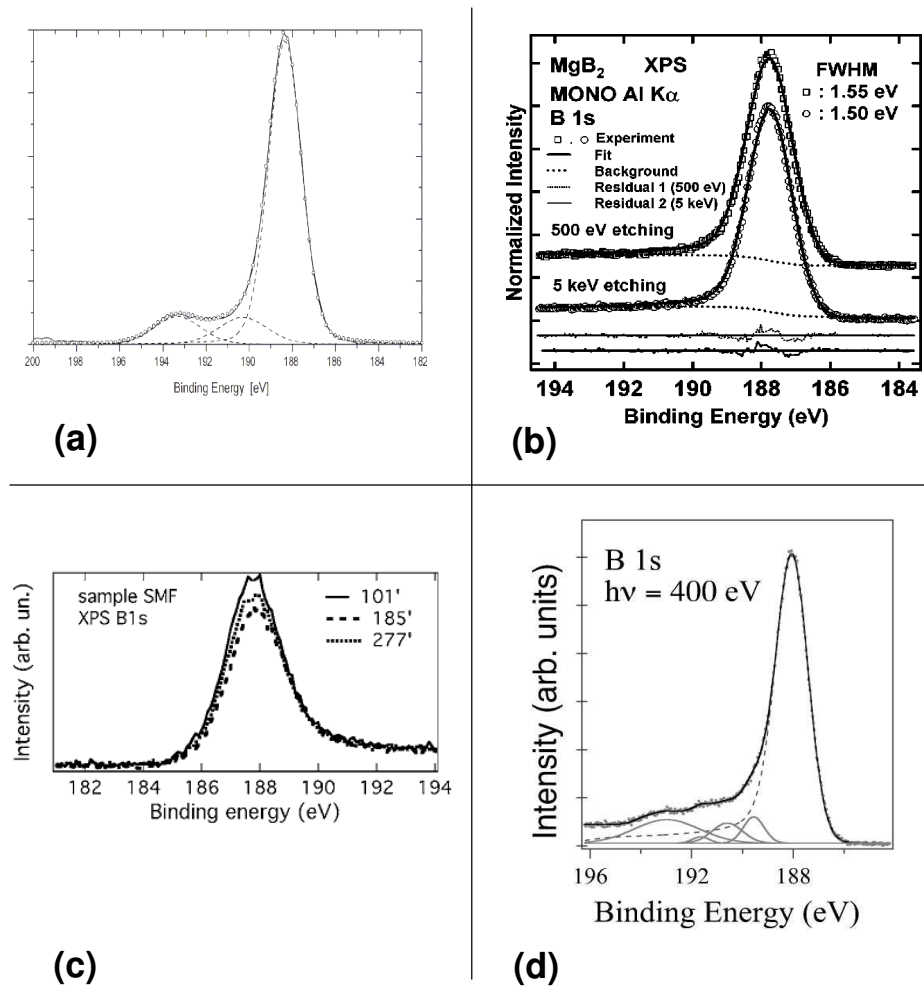 200 198 196 194 192 190 188 186 184 182
Binding Energy [eV]
(a)
MgB₂ XPS
MONO Al Kα
B 1s
□ . ○ Experiment
Fit
Background
Residual 1 (500 eV)
Residual 2 (5 keV)
FWHM
□ : 1.55 eV
○ : 1.50 eV
500 eV etching
5 keV etching
Normalized Intensity
194 192 190 188 186 184
Binding Energy (eV)
(b)
sample SMF
XPS B1s
101'
185'
277'
Intensity (arb. un.)
182 184 186 188 190 192 194
Binding energy (eV)
(c)
B 1s
hν = 400 eV
Intensity (arb. units)
196 192 188
Binding Energy (eV)
(d)